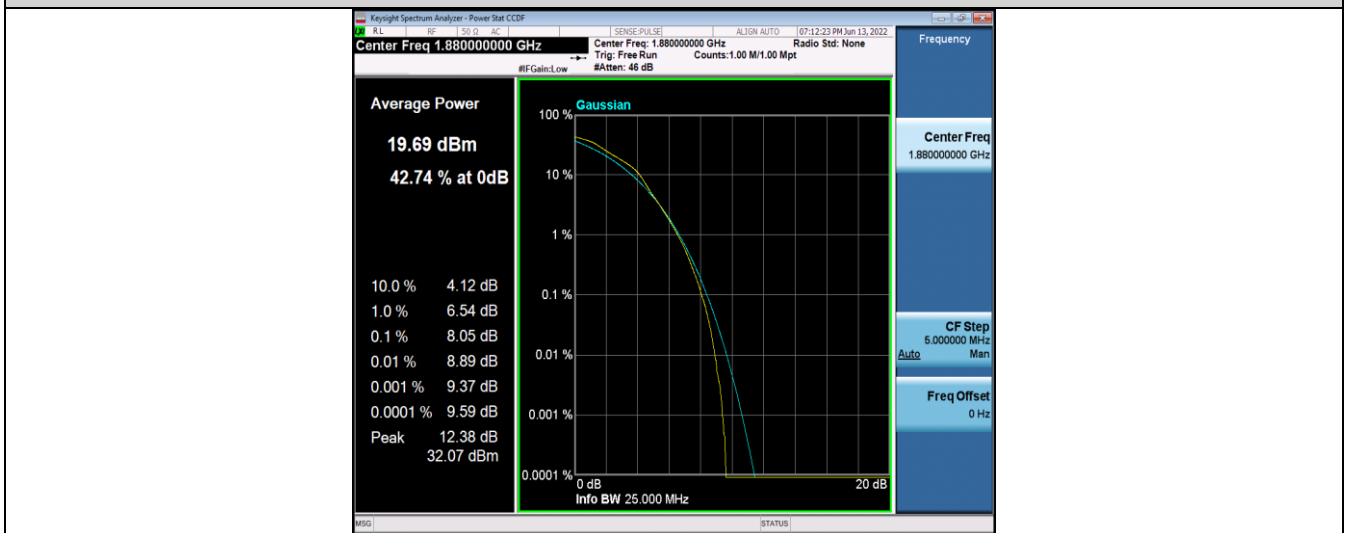 Keysight Spectrum Analyzer - Power Stat CCDF
RL RF 50 Ω AC SENSE:PULSE ALIGN AUTO 07:12:23 PM Jun 13, 2022
Center Freq 1.880000000 GHz
Center Freq: 1.880000000 GHz Radio Std: None
Trig: Free Run Counts:1.00 M/1.00 Mpt
#IFGain:Low #Atten: 46 dB
Frequency
Average Power
19.69 dBm
42.74 % at 0dB
10.0 % 4.12 dB
1.0 % 6.54 dB
0.1 % 8.05 dB
0.01 % 8.89 dB
0.001 % 9.37 dB
0.0001 % 9.59 dB
Peak 12.38 dB
32.07 dBm
Gaussian
100 %
10 %
1 %
0.1 %
0.01 %
0.001 %
0.0001 %
0 dB 20 dB
Info BW 25.000 MHz
Center Freq
1.880000000 GHz
CF Step
5.000000 MHz
Auto Man
Freq Offset
0 Hz
MSG STATUS